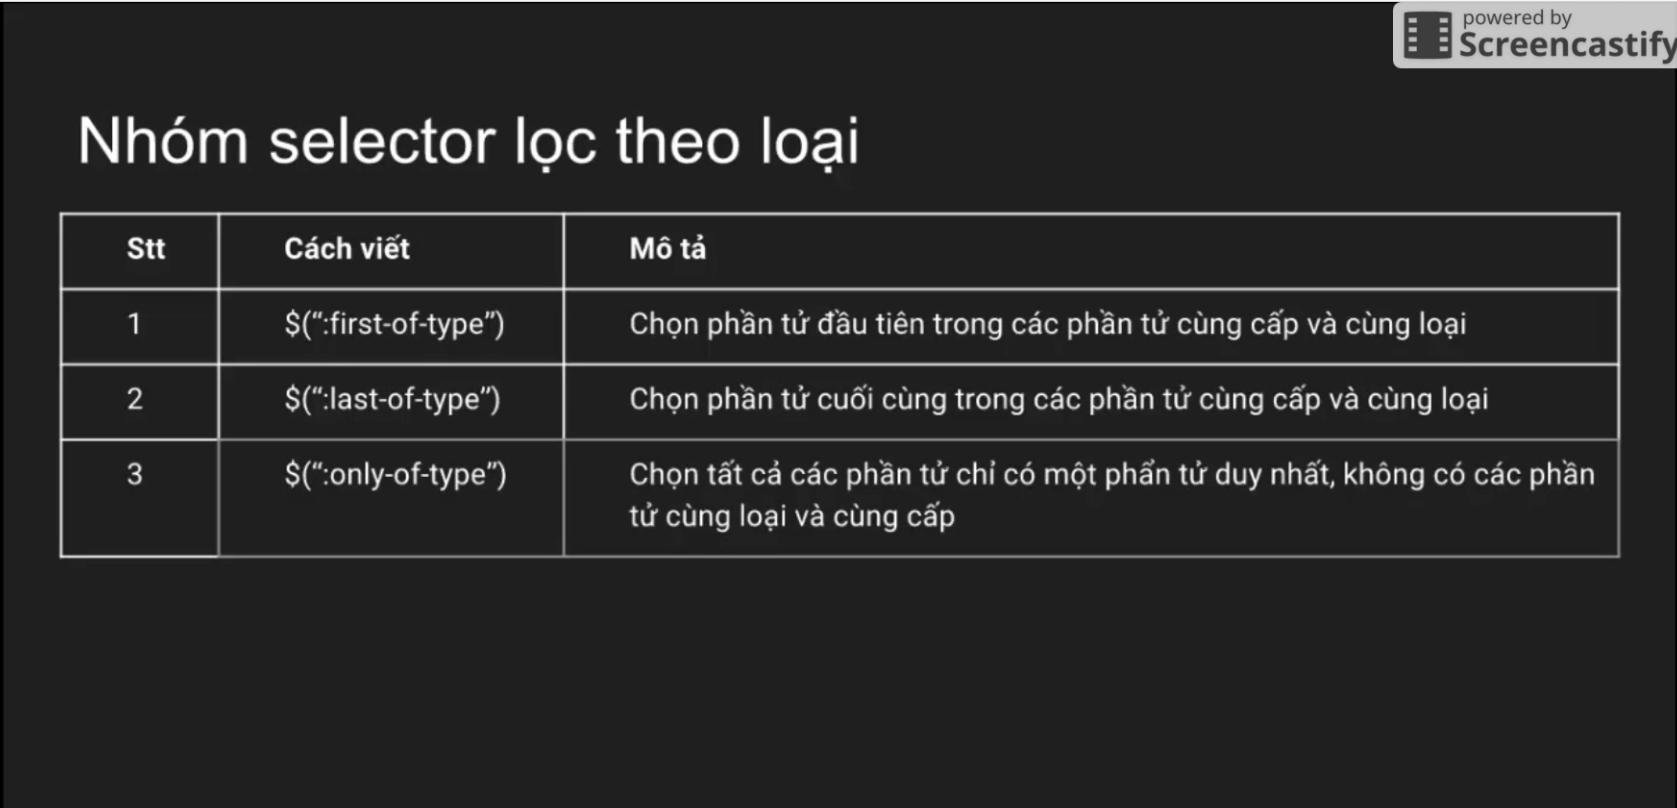 powered by
Screencastify
Nhóm selector lọc theo loại
Stt Cách viết Mô tả
1 $(“:first-of-type”) Chọn phần tử đầu tiên trong các phần tử cùng cấp và cùng loại
2 $(“:last-of-type”) Chọn phần tử cuối cùng trong các phần tử cùng cấp và cùng loại
3 $(“:only-of-type”) Chọn tất cả các phần tử chỉ có một phẩn tử duy nhất, không có các phần
tử cùng loại và cùng cấp